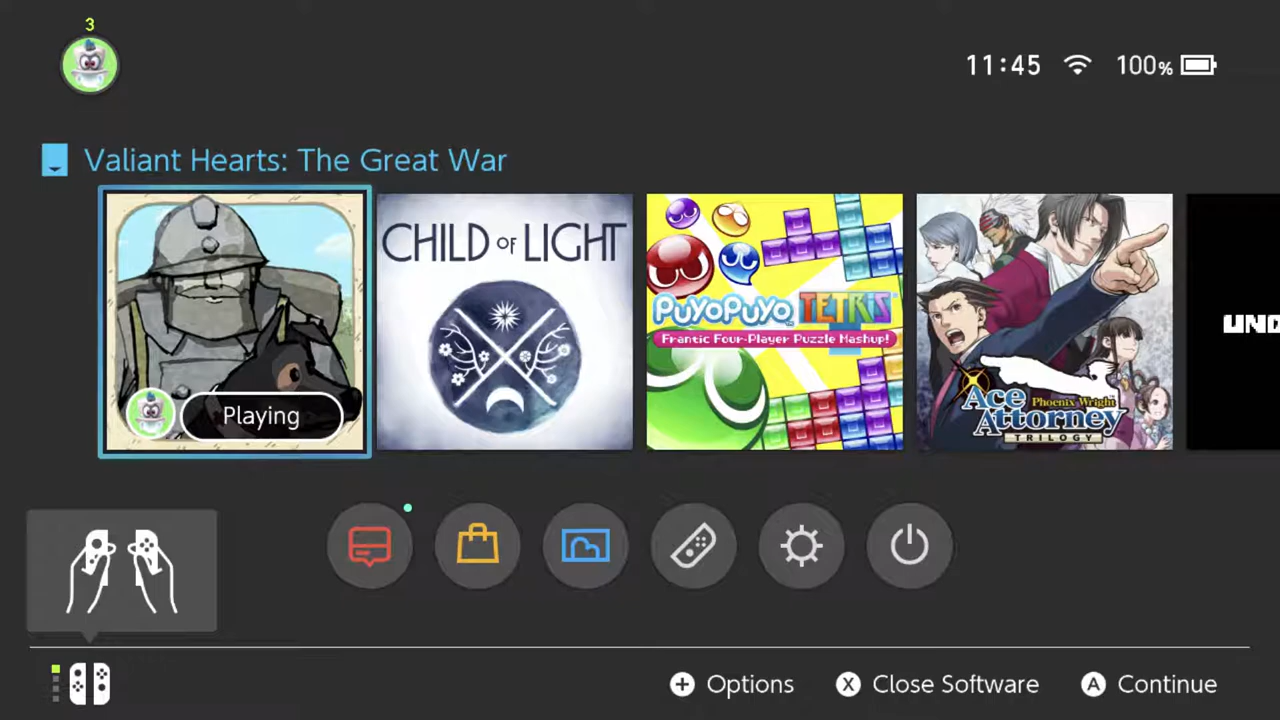 3
11:45 100%
Valiant Hearts: The Great War
CHILD OF LIGHT
PUYOPUYO TETRIS
Frantic Four-Player Puzzle Mashup!
Phoenix Wright
Ace Attorney
TRILOGY
UND
Playing
+ Options X Close Software A Continue